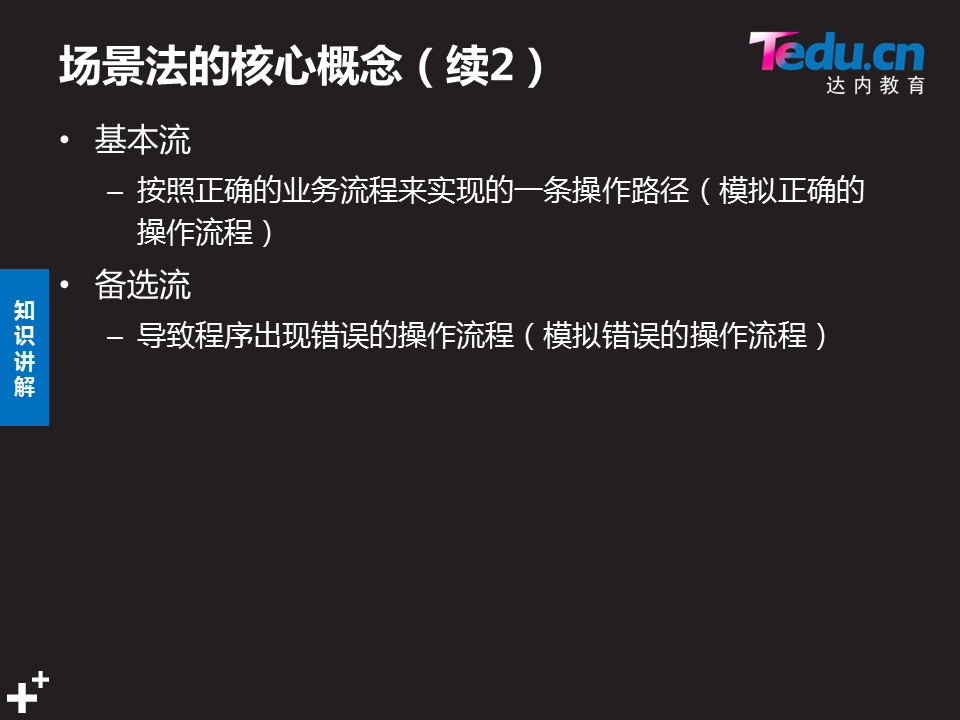 场景法的核心概念（续2）
Tedu.cn
达内教育
• 基本流
– 按照正确的业务流程来实现的一条操作路径（模拟正确的
操作流程）
• 备选流
– 导致程序出现错误的操作流程（模拟错误的操作流程）
知
识
讲
解